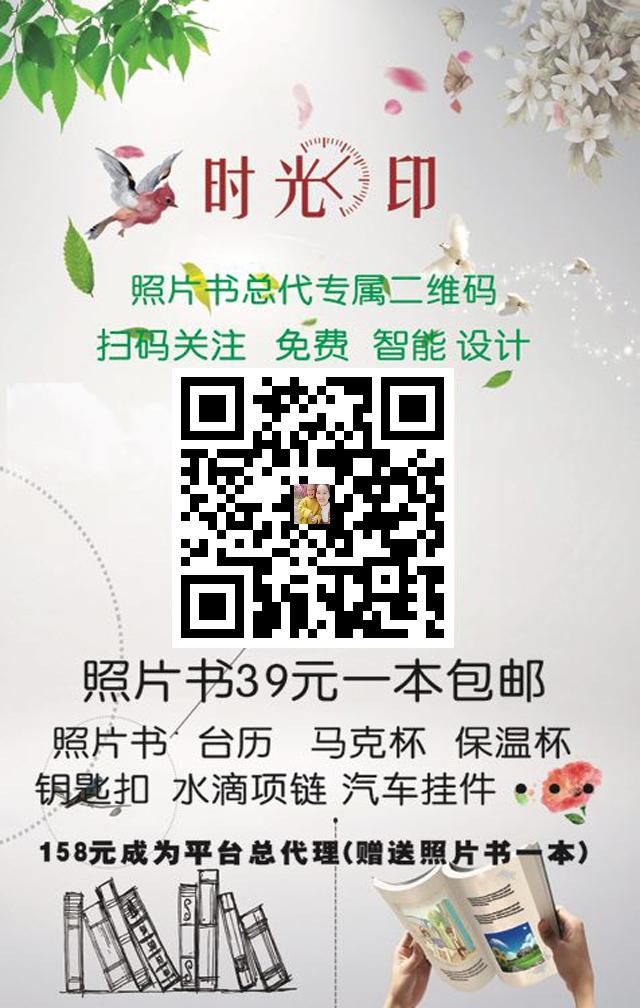 时光印
照片书总代专属二维码
扫码关注 免费 智能 设计
照片书39元一本包邮
照片书 台历 马克杯 保温杯
钥匙扣 水滴项链 汽车挂件
158元成为平台总代理(赠送照片书一本)